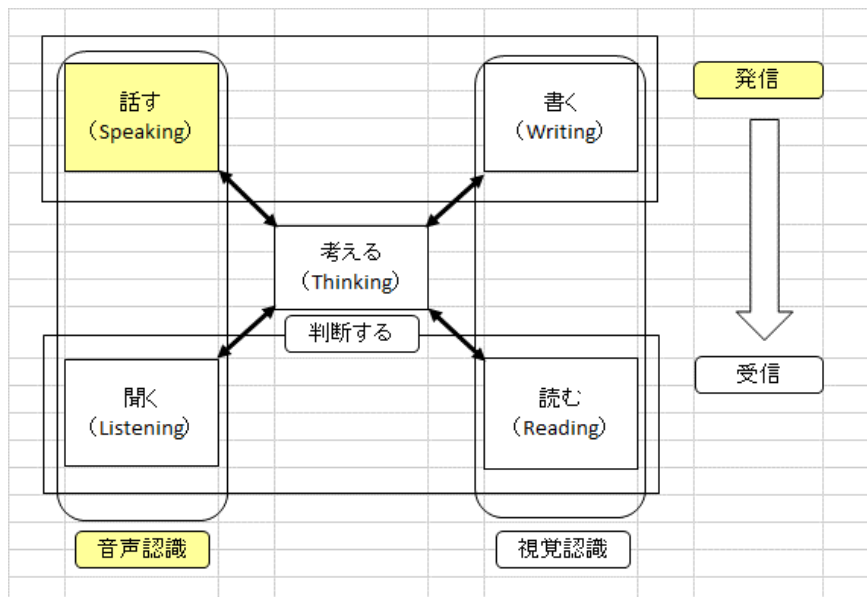 話す
（Speaking）
書く
（Writing）
発信
考える
（Thinking）
判断する
聞く
（Listening）
読む
（Reading）
受信
音声認識
視覚認識